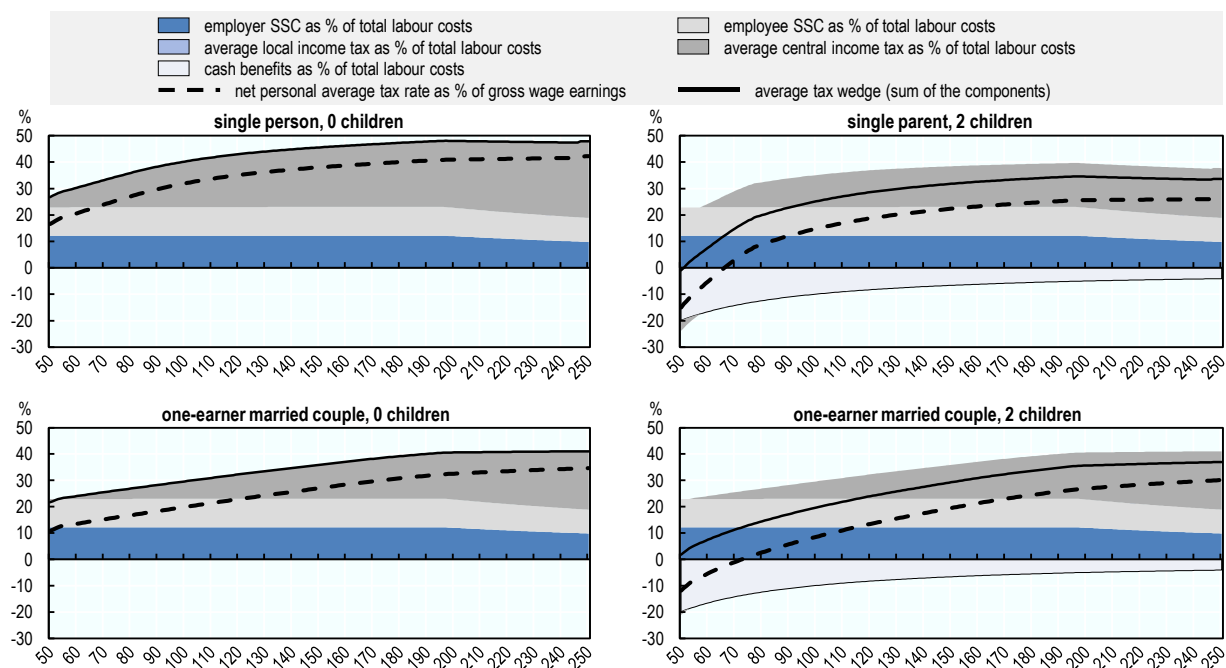 employer SSC as % of total labour costs
employee SSC as % of total labour costs
average local income tax as % of total labour costs
average central income tax as % of total labour costs
cash benefits as % of total labour costs
net personal average tax rate as % of gross wage earnings
average tax wedge (sum of the components)
%
single person, 0 children
50
40
30
20
10
0
-10
-20
-30
50 60 70 80 90 100 110 120 130 140 150 160 170 180 190 200 210 220 230 240 250
%
single parent, 2 children
50
40
30
20
10
0
-10
-20
-30
50 60 70 80 90 100 110 120 130 140 150 160 170 180 190 200 210 220 230 240 250
%
one-earner married couple, 0 children
50
40
30
20
10
0
-10
-20
-30
50 60 70 80 90 100 110 120 130 140 150 160 170 180 190 200 210 220 230 240 250
%
one-earner married couple, 2 children
50
40
30
20
10
0
-10
-20
-30
50 60 70 80 90 100 110 120 130 140 150 160 170 180 190 200 210 220 230 240 250